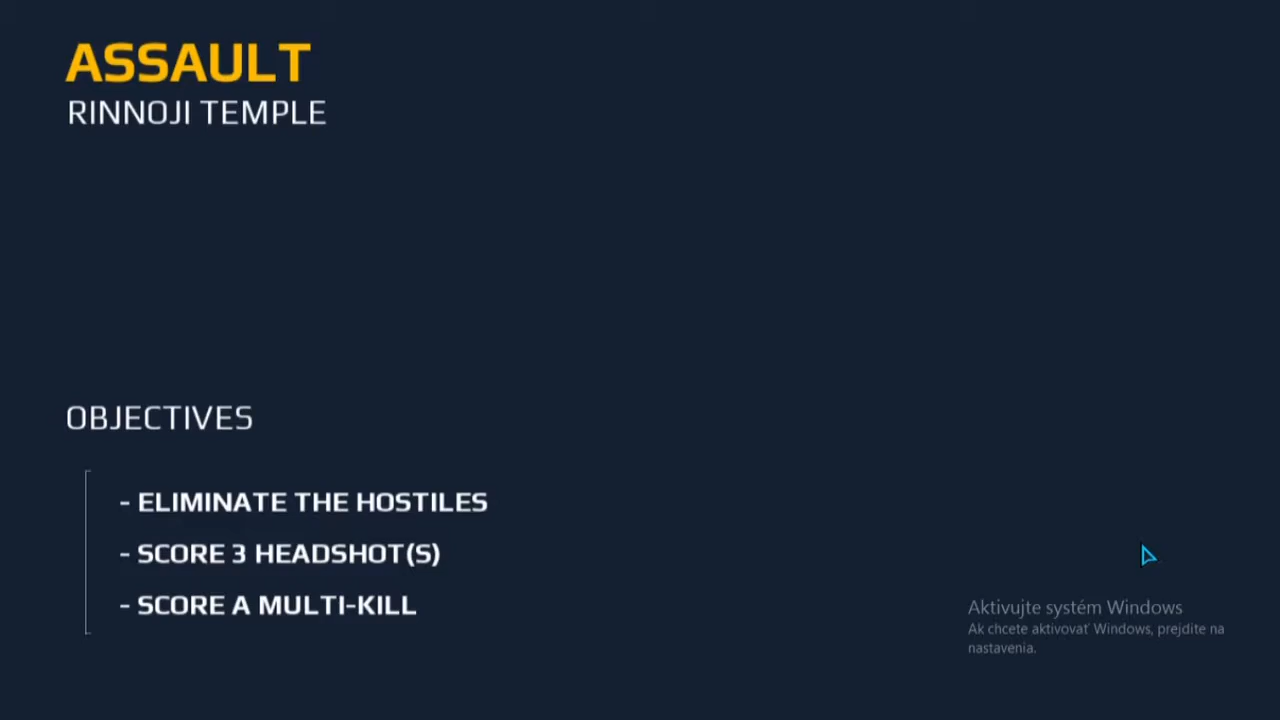 ASSAULT
RINNOJI TEMPLE
OBJECTIVES
- ELIMINATE THE HOSTILES
- SCORE 3 HEADSHOT(S)
- SCORE A MULTI-KILL
Aktivujte systém Windows
Ak chcete aktivovať Windows, prejdite na
nastavenia.